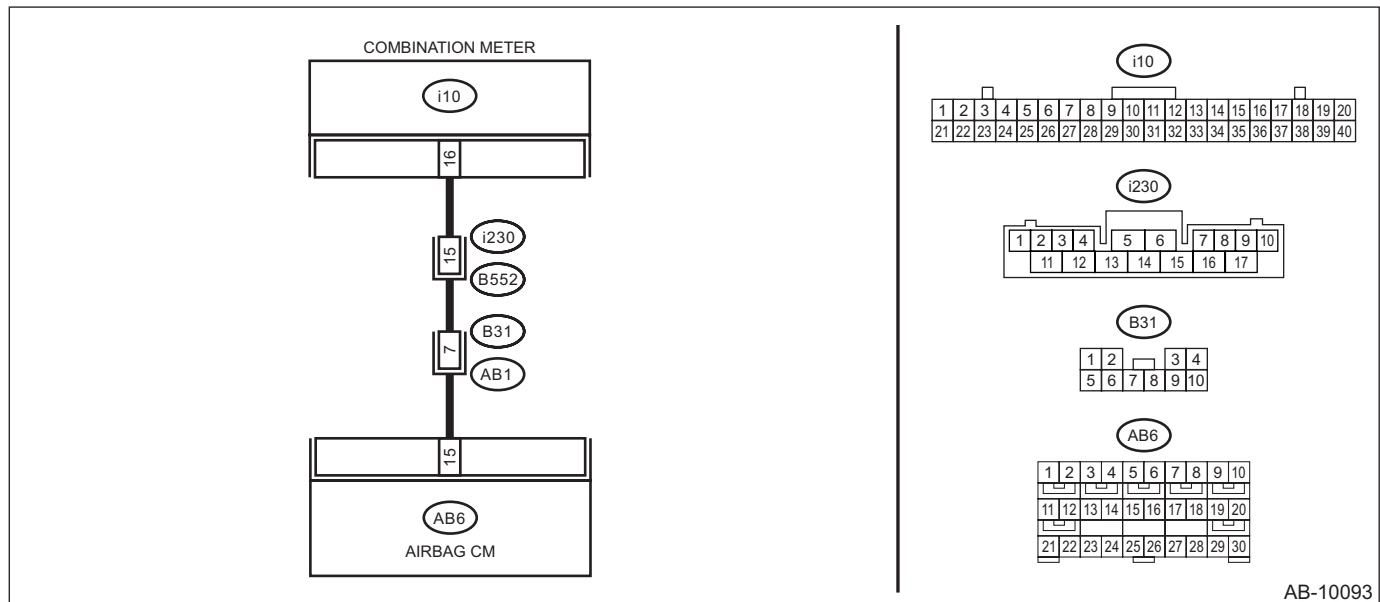 COMBINATION METER
i10
16
i230
15
B552
B31
7
AB1
15
AB6
AIRBAG CM
i10
1 2 3 4 5 6 7 8 9 10 11 12 13 14 15 16 17 18 19 20
21 22 23 24 25 26 27 28 29 30 31 32 33 34 35 36 37 38 39 40
i230
1 2 3 4 5 6 7 8 9 10
11 12 13 14 15 16 17
B31
1 2 3 4
5 6 7 8 9 10
AB6
1 2 3 4 5 6 7 8 9 10
11 12 13 14 15 16 17 18 19 20
21 22 23 24 25 26 27 28 29 30
AB-10093